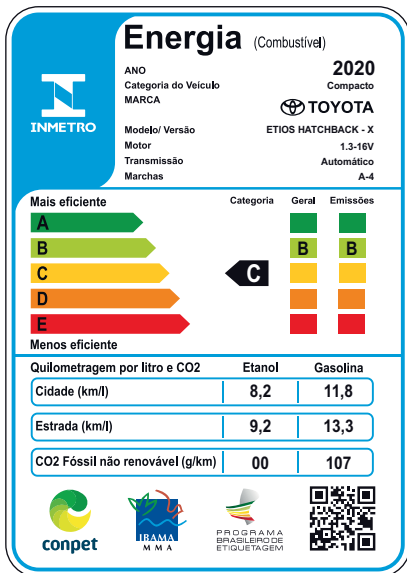 Energia (Combustível)
ANO 2020
Categoria do Veículo Compacto
MARCA TOYOTA
INMETRO
Modelo/ Versão ETIOS HATCHBACK - X
Motor 1.3-16V
Transmissão Automático
Marchas A-4
Mais eficiente Categoria Geral Emissões
A
B B B
C C
D
E
Menos eficiente
Quilometragem por litro e CO2 Etanol Gasolina
Cidade (km/l) 8,2 11,8
Estrada (km/l) 9,2 13,3
CO2 Fóssil não renovável (g/km) 00 107
conpet
IBAMA
MMA
PROGRAMA
BRASILEIRO DE
ETIQUETAGEM